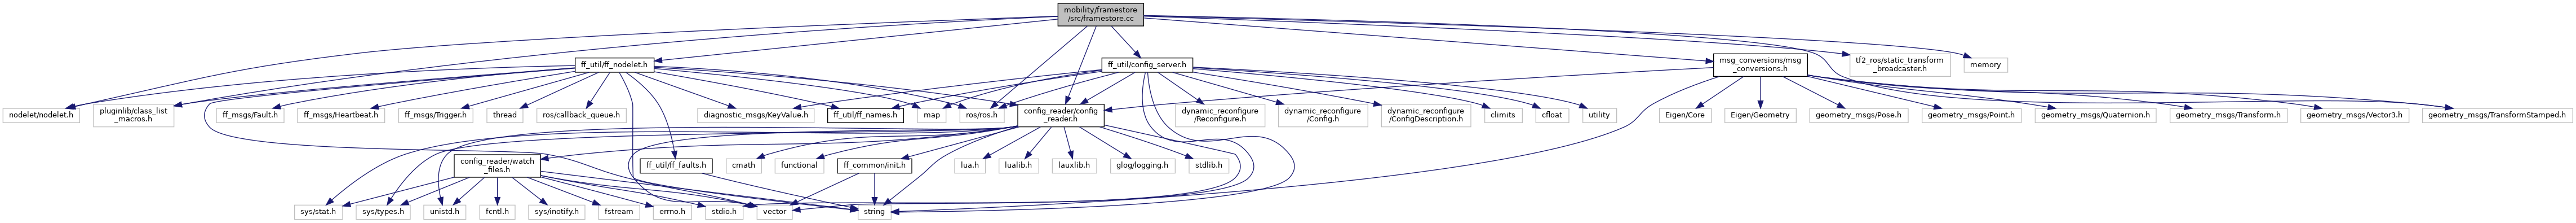 mobility/framestore
/src/framestore.cc
ff_util/ff_nodelet.h
ff_util/config_server.h
msg_conversions/msg
_conversions.h
tf2_ros/static_transform
_broadcaster.h
memory
nodelet/nodelet.h
pluginlib/class_list
_macros.h
ff_msgs/Fault.h
ff_msgs/Heartbeat.h
ff_msgs/Trigger.h
thread
ros/callback_queue.h
diagnostic_msgs/KeyValue.h
ff_util/ff_names.h
map
ros/ros.h
config_reader/config
_reader.h
dynamic_reconfigure
/Reconfigure.h
dynamic_reconfigure
/Config.h
dynamic_reconfigure
/ConfigDescription.h
climits
cfloat
utility
Eigen/Core
Eigen/Geometry
geometry_msgs/Pose.h
geometry_msgs/Point.h
geometry_msgs/Quaternion.h
geometry_msgs/Transform.h
geometry_msgs/Vector3.h
geometry_msgs/TransformStamped.h
config_reader/watch
_files.h
ff_util/ff_faults.h
cmath
functional
ff_common/init.h
lua.h
lualib.h
lauxlib.h
glog/logging.h
stdlib.h
sys/stat.h
sys/types.h
unistd.h
fcntl.h
sys/inotify.h
fstream
errno.h
stdio.h
vector
string